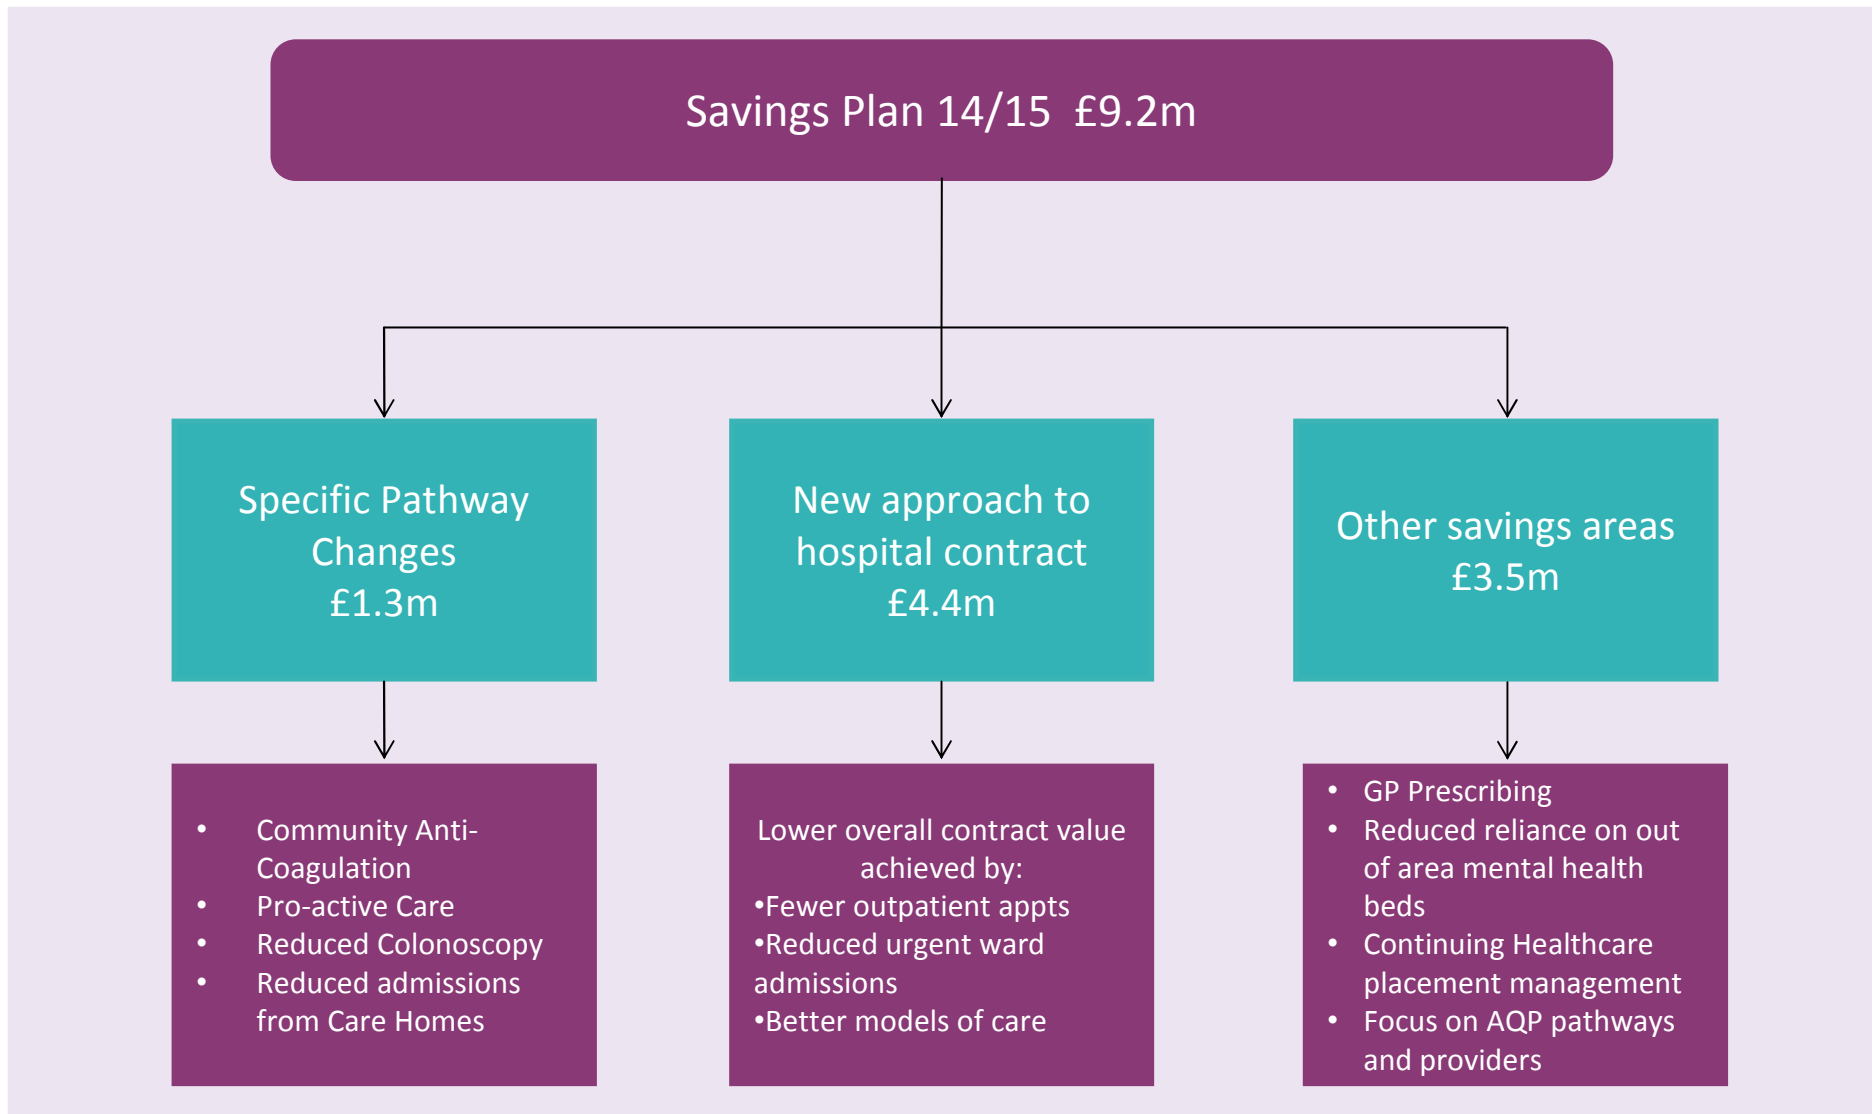 Savings Plan 14/15 £9.2m
Specific Pathway
Changes
£1.3m
New approach to
hospital contract
£4.4m
Other savings areas
£3.5m
• Community Anti-
Coagulation
• Pro-active Care
• Reduced Colonoscopy
• Reduced admissions
from Care Homes
Lower overall contract value
achieved by:
•Fewer outpatient appts
•Reduced urgent ward
admissions
•Better models of care
• GP Prescribing
• Reduced reliance on out
of area mental health
beds
• Continuing Healthcare
placement management
• Focus on AQP pathways
and providers